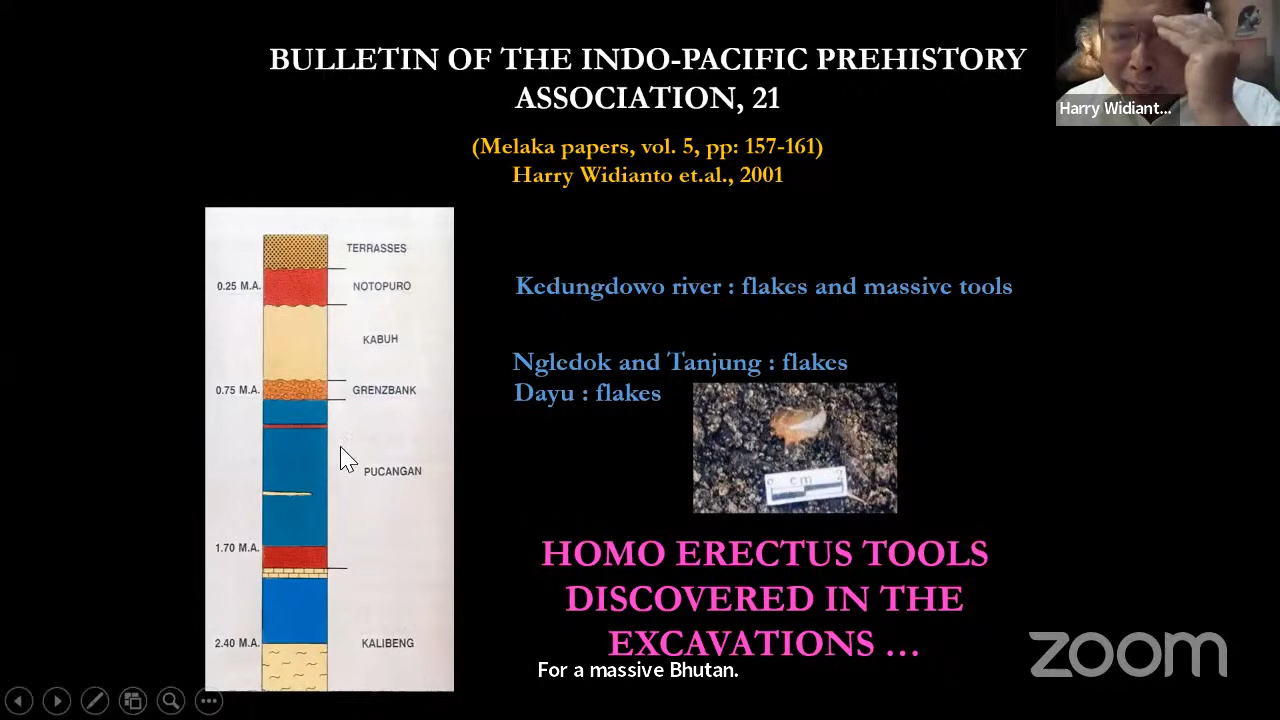 BULLETIN OF THE INDO-PACIFIC PREHISTORY
ASSOCIATION, 21
Harry Widiant...
(Melaka papers, vol. 5, pp: 157-161)
Harry Widianto et.al., 2001
TERRASSES
0.25 M.A.
NOTOPURO
KABUH
0.75 M.A.
GRENZBANK
PUCANGAN
1.70 M.A.
2.40 M.A.
KALIBENG
Kedungdowo river : flakes and massive tools
Ngledok and Tanjung : flakes
Dayu : flakes
cm
HOMO ERECTUS TOOLS
DISCOVERED IN THE
EXCAVATIONS …
For a massive Bhutan.
zoom